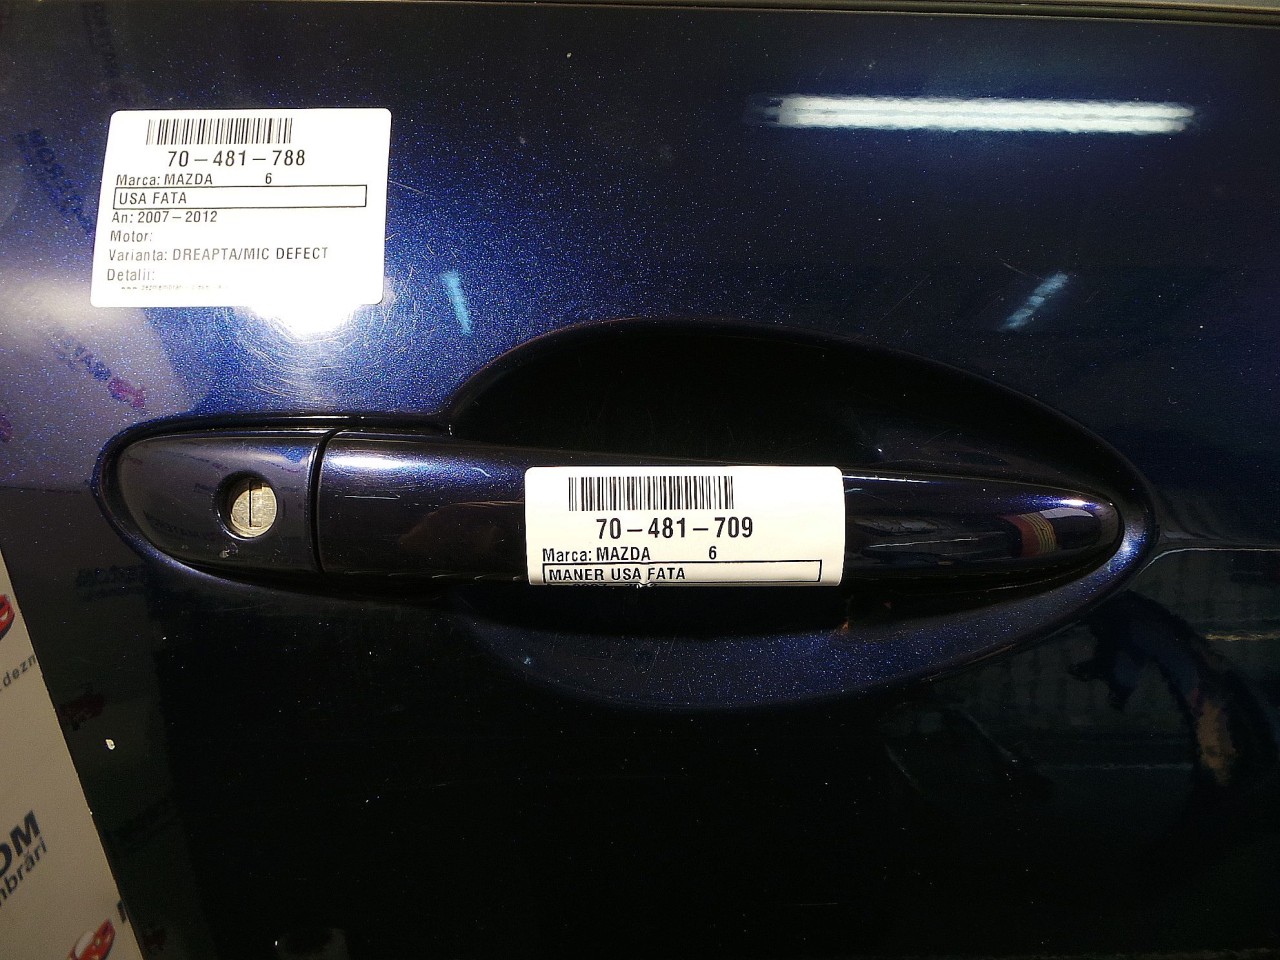 70-481-788
Marca: MAZDA 6
USA FATA
An: 2007-2012
Motor:
Varianta: DREAPTA/MIC DEFECT
Detalii:
70-481-709
Marca: MAZDA 6
MANER USA FATA